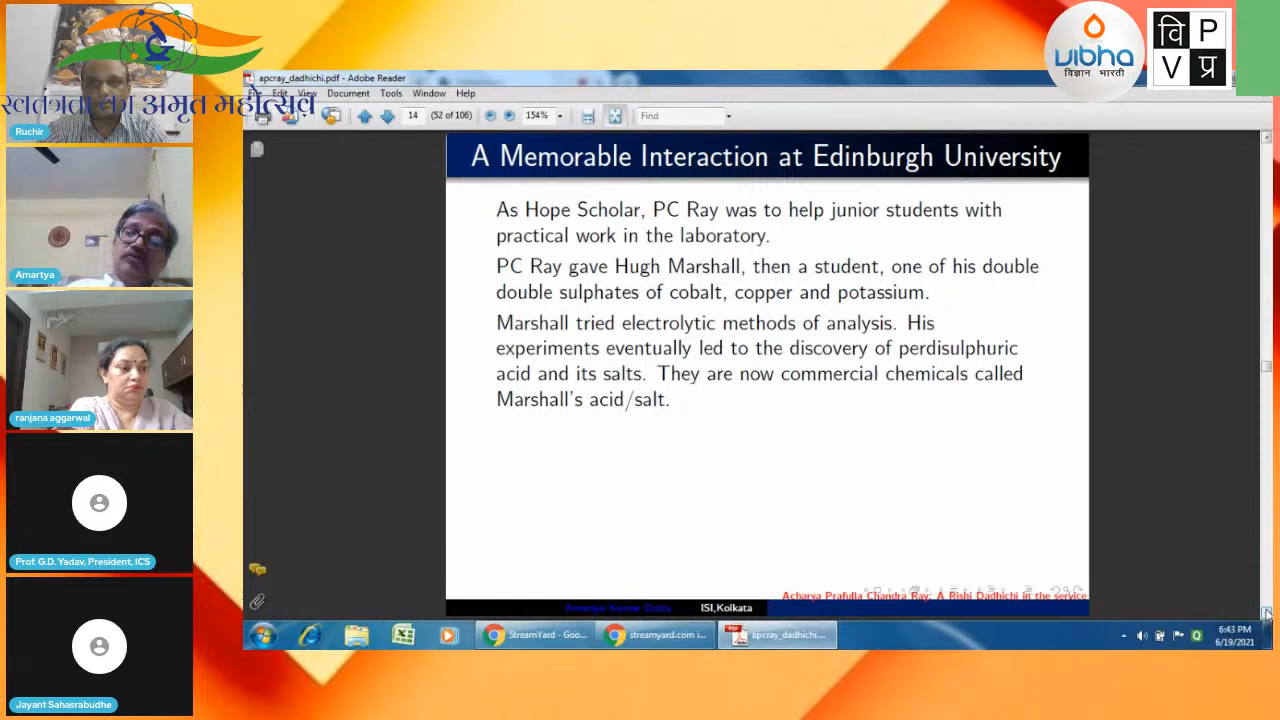 स्वतंत्रता का अमृत महोत्सव
Ruchir
Amartya
ranjana aggarwal
Prof. G.D. Yadav, President, ICS
Jayant Sahasrabudhe
vibha
विज्ञान भारती
वि P
V प्र
apcray_dadhichi.pdf - Adobe Reader
File Edit View Document Tools Window Help
14 (52 of 106) 154% Find
A Memorable Interaction at Edinburgh University
As Hope Scholar, PC Ray was to help junior students with
practical work in the laboratory.
PC Ray gave Hugh Marshall, then a student, one of his double
double sulphates of cobalt, copper and potassium.
Marshall tried electrolytic methods of analysis. His
experiments eventually led to the discovery of perdisulphuric
acid and its salts. They are now commercial chemicals called
Marshall's acid/salt.
Acharya Prafulla Chandra Ray: A Rishi Dadhichi in the service
Amartya Kumar Dutta ISI,Kolkata
StreamYard - Goo...
streamyard.com i...
apcray_dadhichi....
6:43 PM
6/19/2021